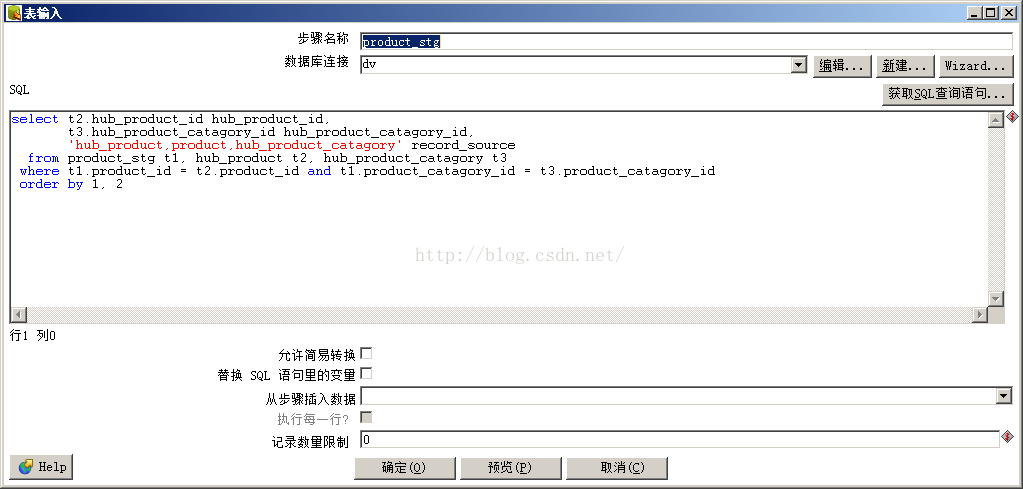 表输入
步骤名称 product_stg
数据库连接 dv 编辑... 新建... Wizard...
SQL 获取SQL查询语句...
select t2.hub_product_id hub_product_id,
t3.hub_product_catagory_id hub_product_catagory_id,
'hub_product,product,hub_product_catagory' record_source
from product_stg t1, hub_product t2, hub_product_catagory t3
where t1.product_id = t2.product_id and t1.product_catagory_id = t3.product_catagory_id
order by 1, 2
http://blog.csdn.net/
行1 列0
允许简易转换
替换 SQL 语句里的变量
从步骤插入数据
执行每一行?
记录数量限制 0
Help 确定(O) 预览(P) 取消(C)